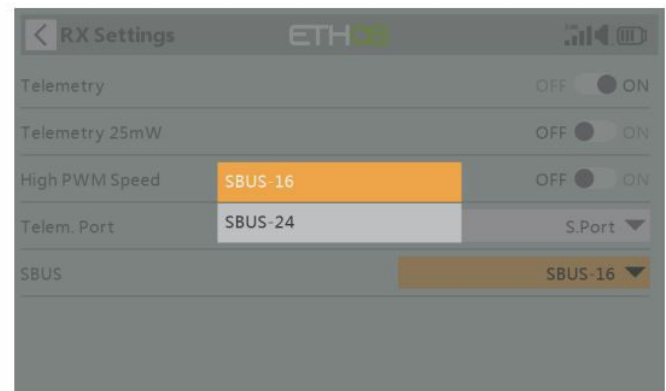 RX Settings ETHOS
Telemetry OFF ON
Telemetry 25mW OFF ON
High PWM Speed OFF ON
SBUS-16
SBUS-24
Telem. Port S.Port
SBUS SBUS-16